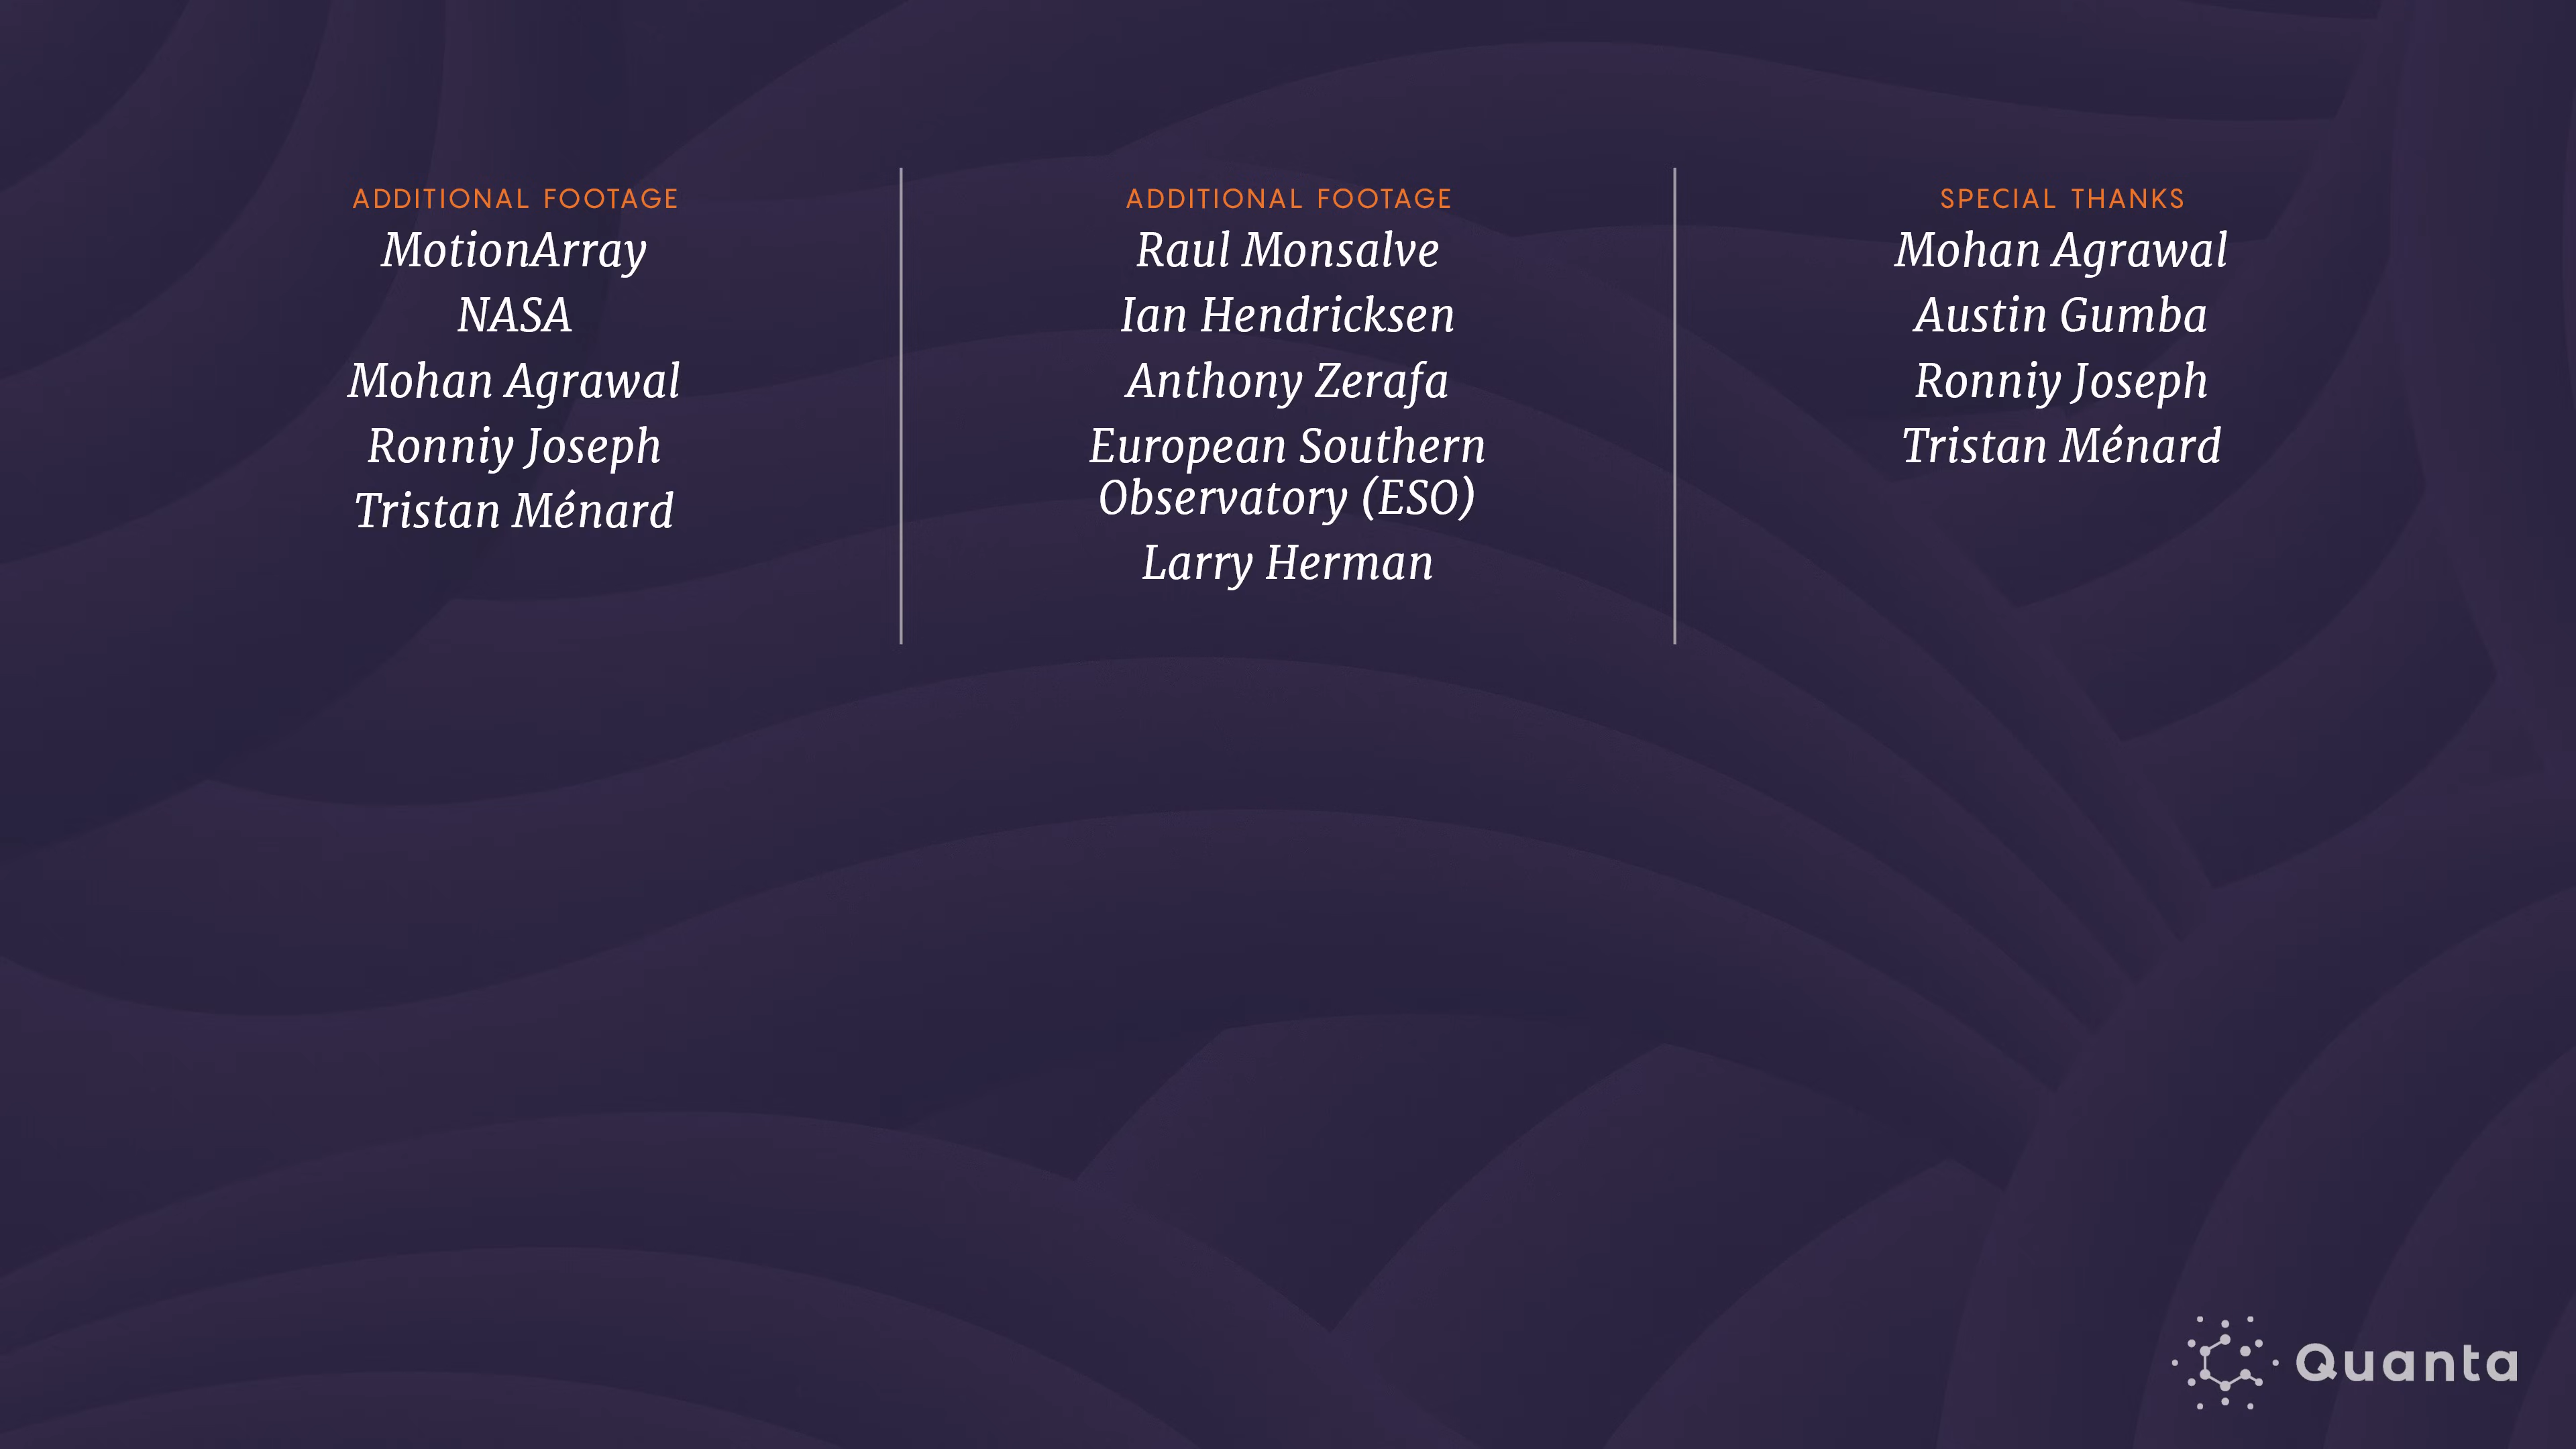 ADDITIONAL FOOTAGE
MotionArray
NASA
Mohan Agrawal
Ronniy Joseph
Tristan Ménard
ADDITIONAL FOOTAGE
Raul Monsalve
Ian Hendricksen
Anthony Zerafa
European Southern
Observatory (ESO)
Larry Herman
SPECIAL THANKS
Mohan Agrawal
Austin Gumba
Ronniy Joseph
Tristan Ménard
Quanta